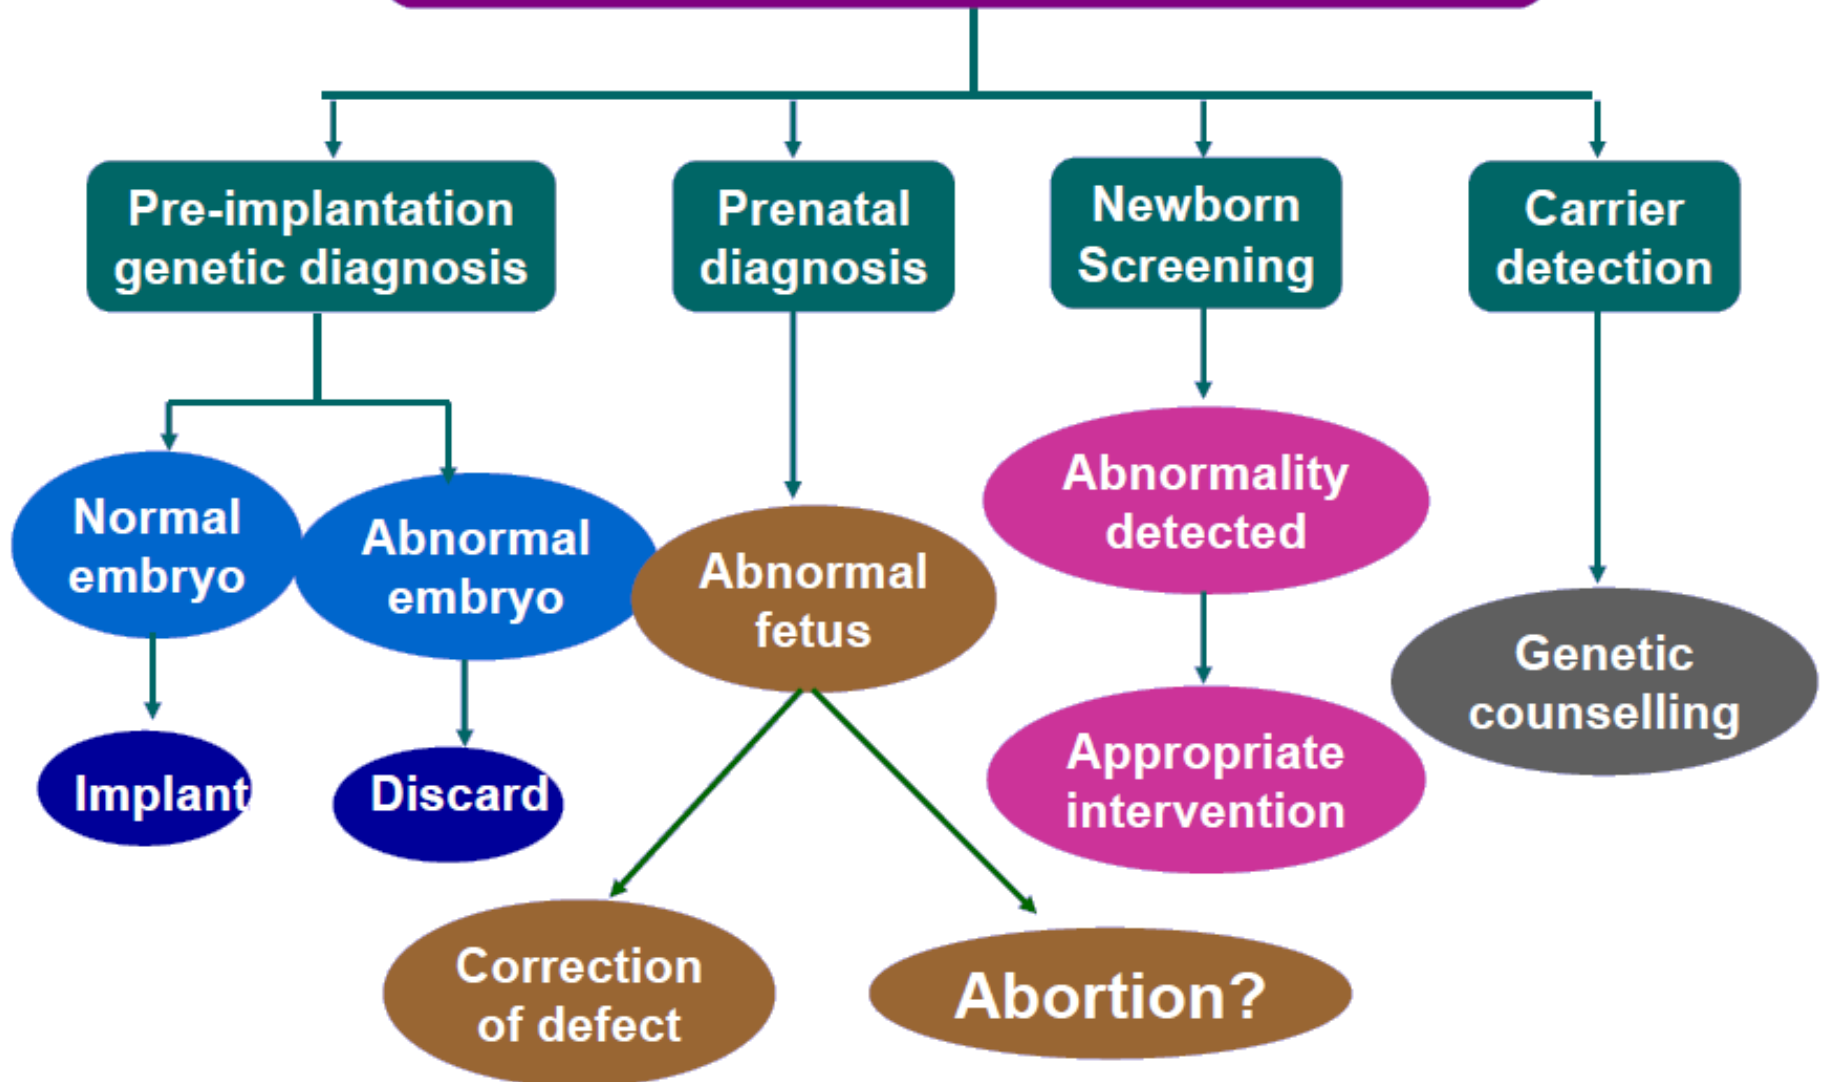 Pre-implantation
genetic diagnosis
Prenatal
diagnosis
Newborn
Screening
Carrier
detection
Normal
embryo
Abnormal
embryo
Abnormal
fetus
Abnormality
detected
Genetic
counselling
Implant
Discard
Appropriate
intervention
Correction
of defect
Abortion?